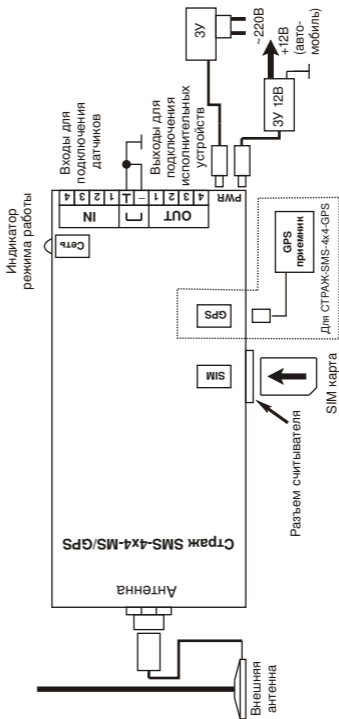 ЗУ
~220В
+12В
(авто-
мобиль)
ЗУ 12В
Входы для
подключения
датчиков
Выходы для
подключения
исполнительных
устройств
Индикатор
режима работы
4
3
2
1
IN
⊥
–
1
2
3
4
OUT
PWR
Сеть
GPS
GPS
приемник
Для СТРАЖ-SMS-4x4-GPS
SIM
SIM карта
Разъем считывателя
Страж SMS-4x4-MS/GPS
Антенна
Внешняя
антенна